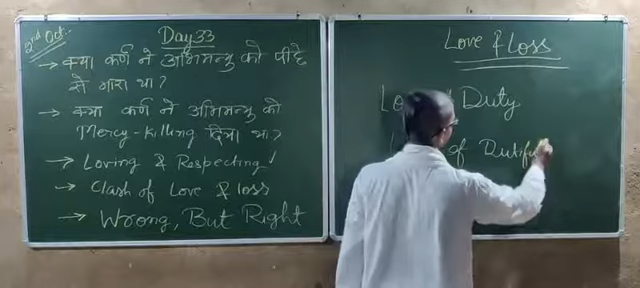 2nd Oct.
Day 33
→ क्या कर्ण ने अभिमन्यु को पीछे
से मारा था?
→ क्या कर्ण ने अभिमन्यु को
Mercy-Killing दिया था?
→ Loving & Respecting!
→ Clash of Love & loss
→ Wrong, But Right
Love & Loss
Duty
of